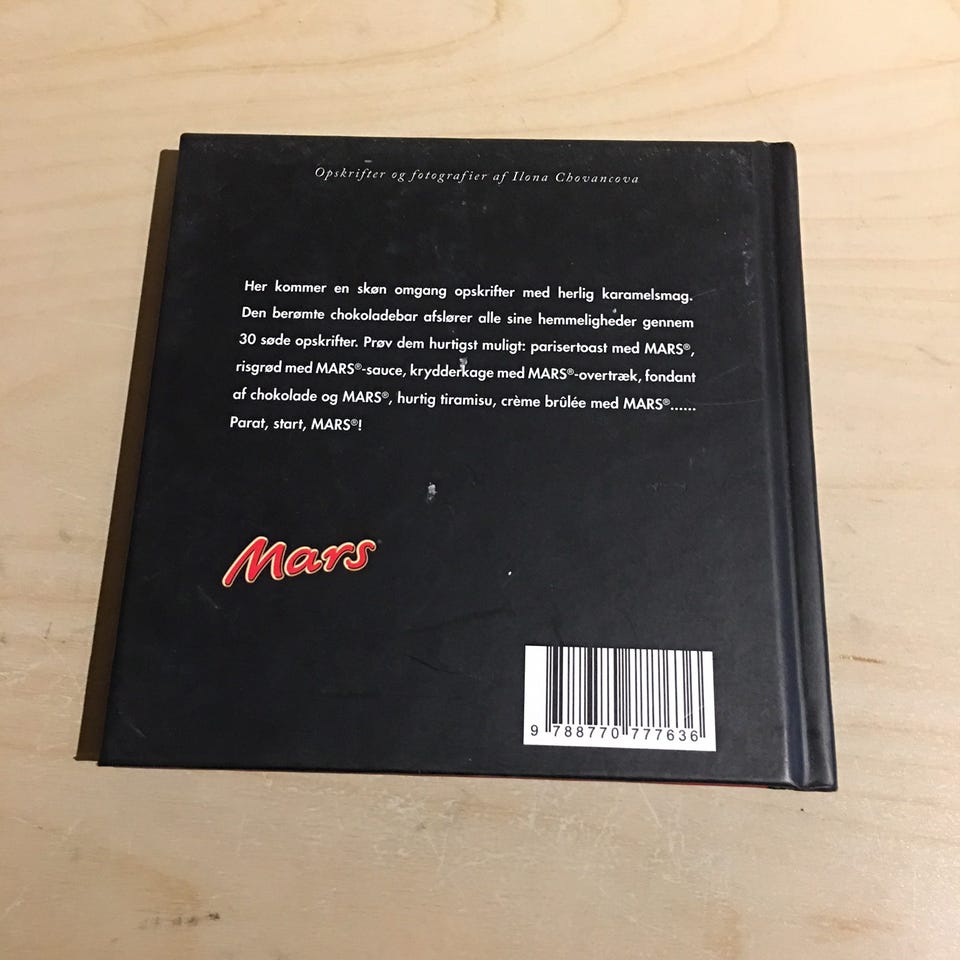 Opskrifter og fotografier af Ilona Chovancova
Her kommer en skøn omgang opskrifter med herlig karamelsmag.
Den berømte chokoladebar afslører alle sine hemmeligheder gennem
30 søde opskrifter. Prøv dem hurtigst muligt: parisertoast med MARS®,
risgrød med MARS®-sauce, krydderkage med MARS®-overtræk, fondant
af chokolade og MARS®, hurtig tiramisu, crème brûlée med MARS®......
Parat, start, MARS®!
Mars
9 788770 777636